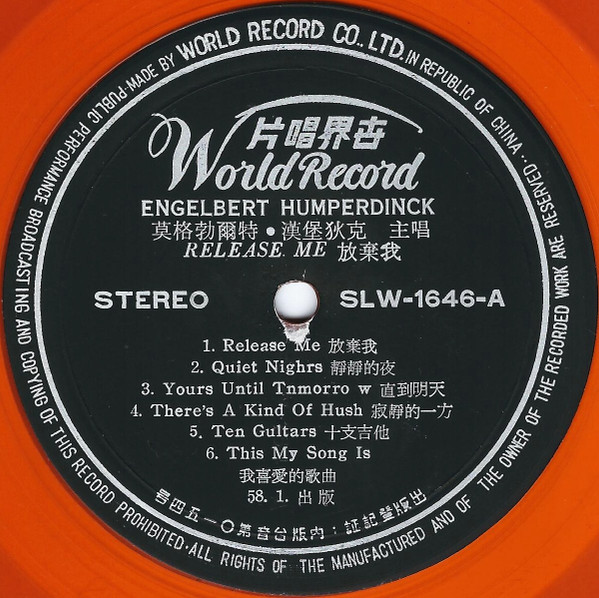 MADE BY WORLD RECORD CO., LTD. IN REPUBLIC OF CHINA
ALL RIGHTS OF THE MANUFACTURED AND OF THE OWNER OF THE RECORDED WORK ARE RESERVED·
PUBLIC PERFORMANCE BROADCASTING AND COPYING OF THIS RECORD PROHIBITED·
世界唱片
World Record
ENGELBERT HUMPERDINCK
莫格勃爾特•漢堡狄克 主唱
RELEASE ME 放棄我
STEREO
SLW-1646-A
1. Release Me 放棄我
2. Quiet Nighrs 靜靜的夜
3. Yours Until Tnmorro w 直到明天
4. There's A Kind Of Hush 寂靜的一方
5. Ten Gultars 十支吉他
6. This My Song Is
我喜愛的歌曲
58. 1. 出版
出版登記証：內版台音第〇一五四号